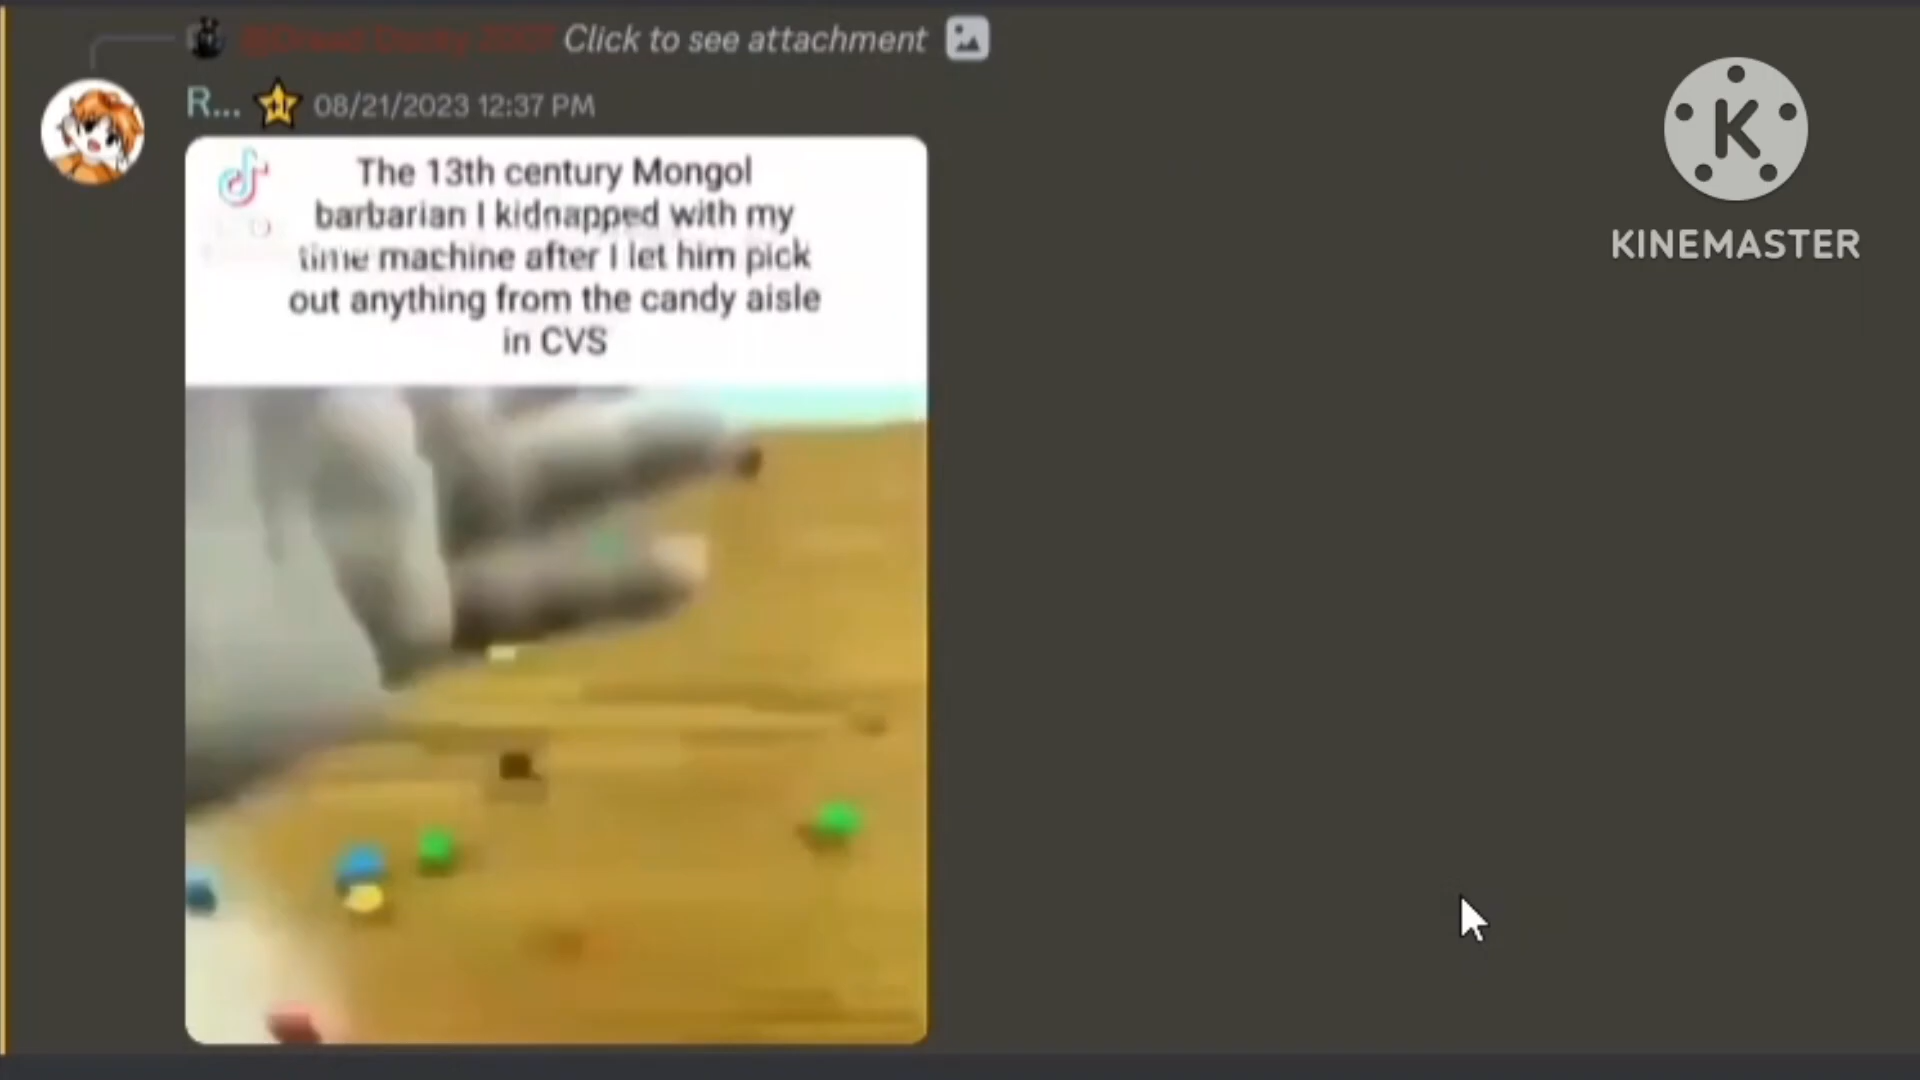 Click to see attachment
R... 08/21/2023 12:37 PM
The 13th century Mongol
barbarian I kidnapped with my
time machine after I let him pick
out anything from the candy aisle
in CVS
K
KINEMASTER